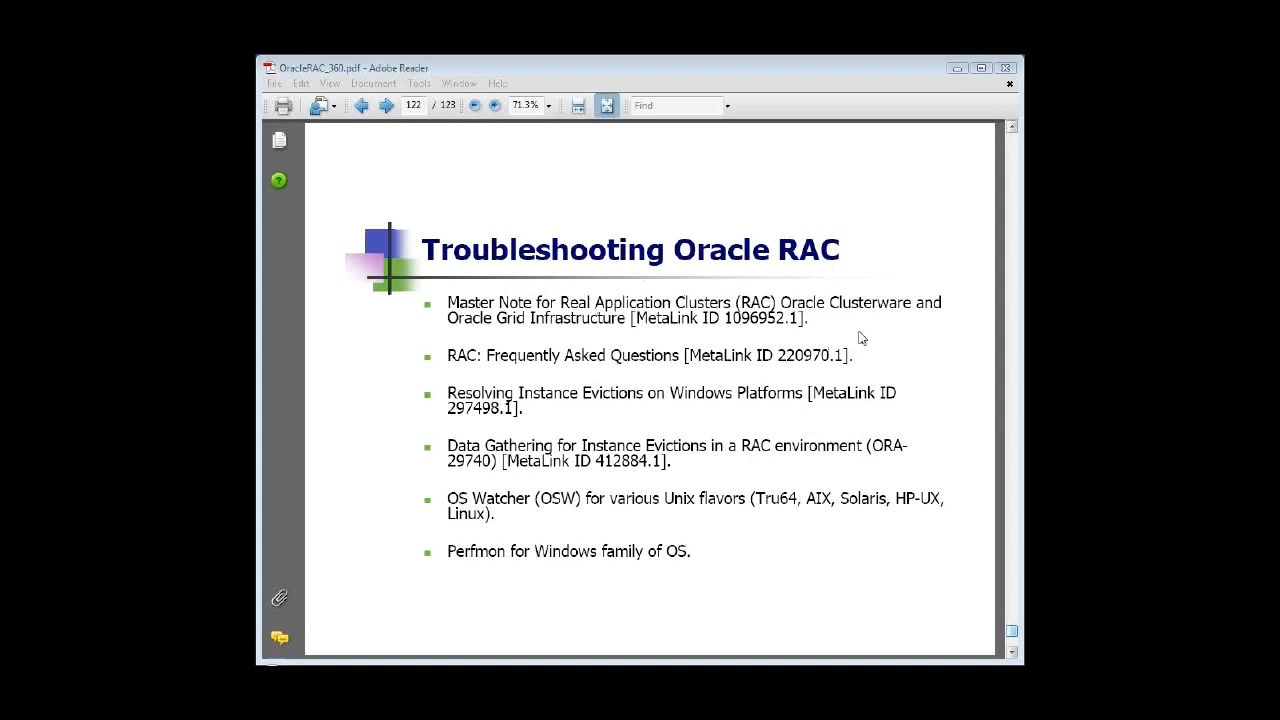 OracleRAC_360.pdf - Adobe Reader
File Edit View Document Tools Window Help
122 / 123 71.3% Find
Troubleshooting Oracle RAC
Master Note for Real Application Clusters (RAC) Oracle Clusterware and
Oracle Grid Infrastructure [MetaLink ID 1096952.1].
RAC: Frequently Asked Questions [MetaLink ID 220970.1].
Resolving Instance Evictions on Windows Platforms [MetaLink ID
297498.1].
Data Gathering for Instance Evictions in a RAC environment (ORA-
29740) [MetaLink ID 412884.1].
OS Watcher (OSW) for various Unix flavors (Tru64, AIX, Solaris, HP-UX,
Linux).
Perfmon for Windows family of OS.